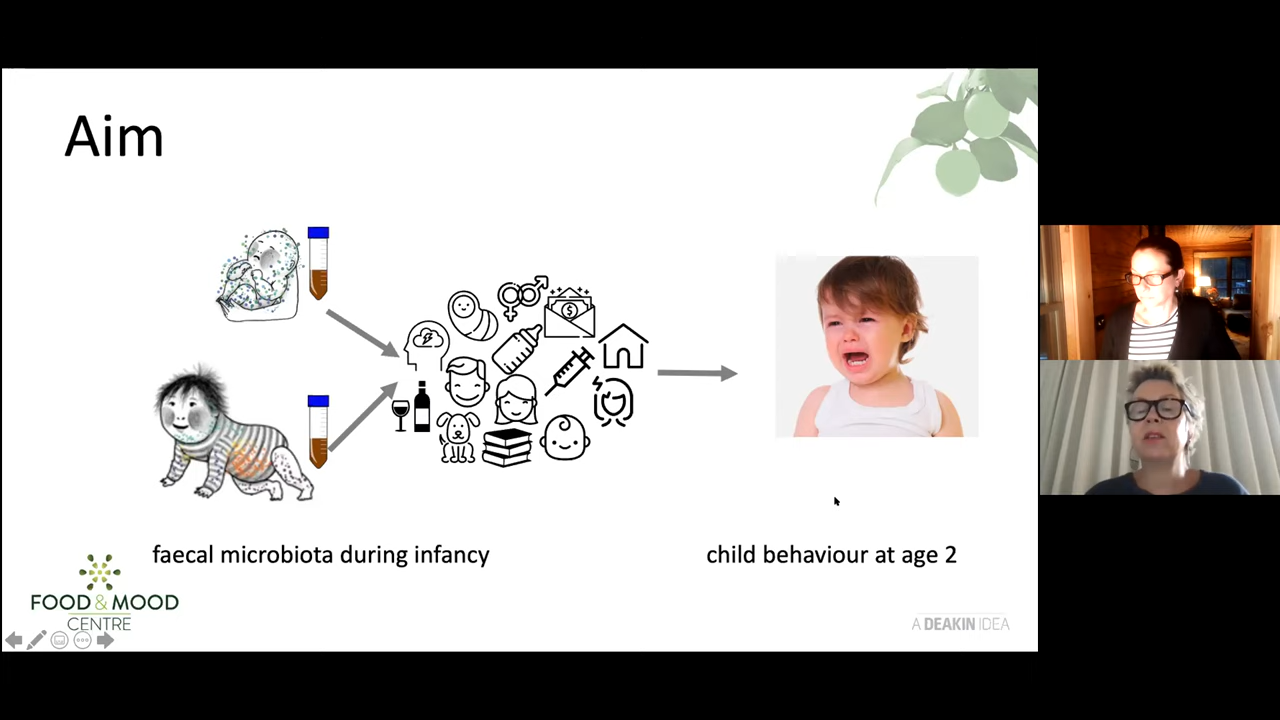 Aim
$
faecal microbiota during infancy
child behaviour at age 2
FOOD & MOOD
CENTRE
A DEAKIN IDEA